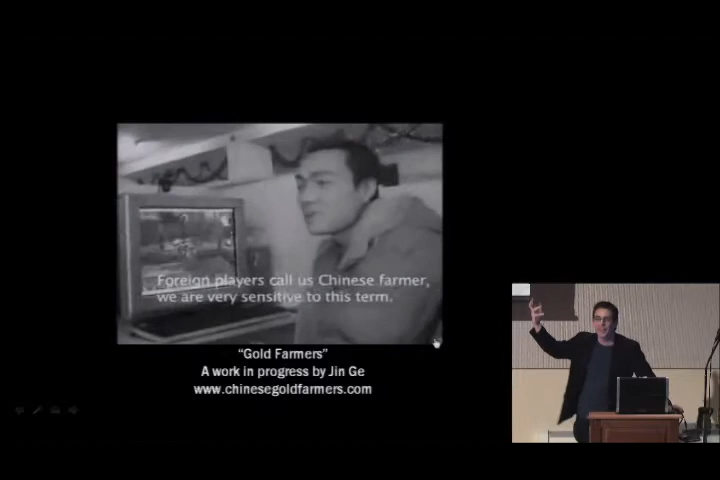 Foreign players call us Chinese farmer,
we are very sensitive to this term.
“Gold Farmers”
A work in progress by Jin Ge
www.chinesegoldfarmers.com